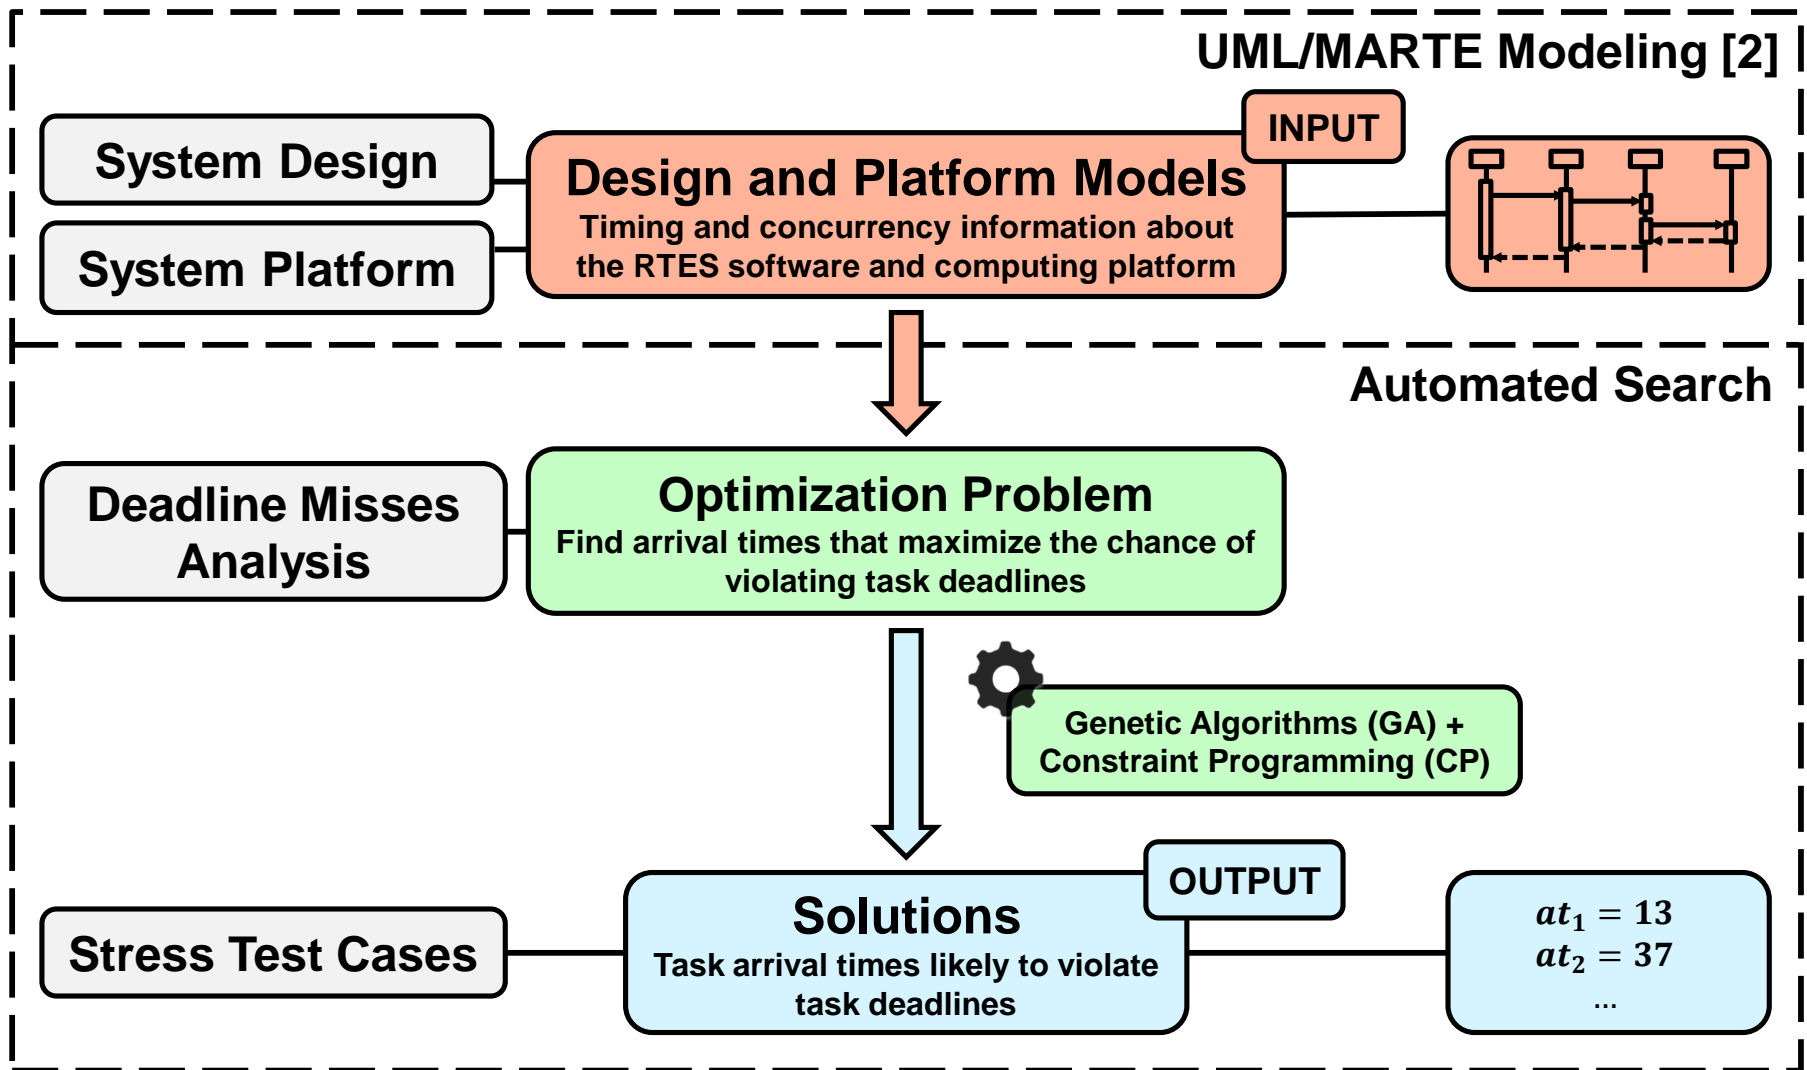 UML/MARTE Modeling [2]
INPUT
System Design
Design and Platform Models
Timing and concurrency information about
the RTES software and computing platform
System Platform
Automated Search
Deadline Misses
Analysis
Optimization Problem
Find arrival times that maximize the chance of
violating task deadlines
Genetic Algorithms (GA) +
Constraint Programming (CP)
OUTPUT
Stress Test Cases
Solutions
Task arrival times likely to violate
task deadlines
at₁ = 13
at₂ = 37
...